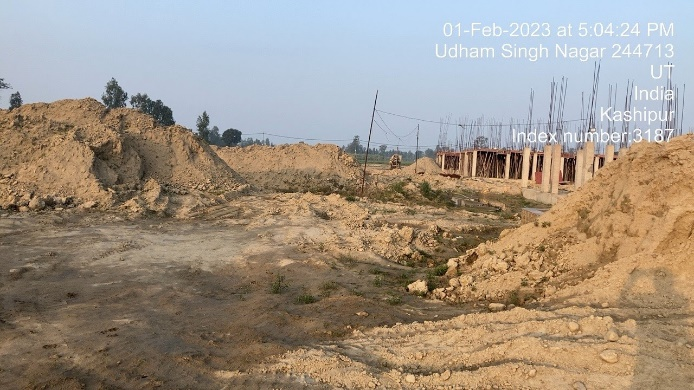 01-Feb-2023 at 5:04:24 PM
Udham Singh Nagar 244713
UT
India
Kashipur
Index number:3187